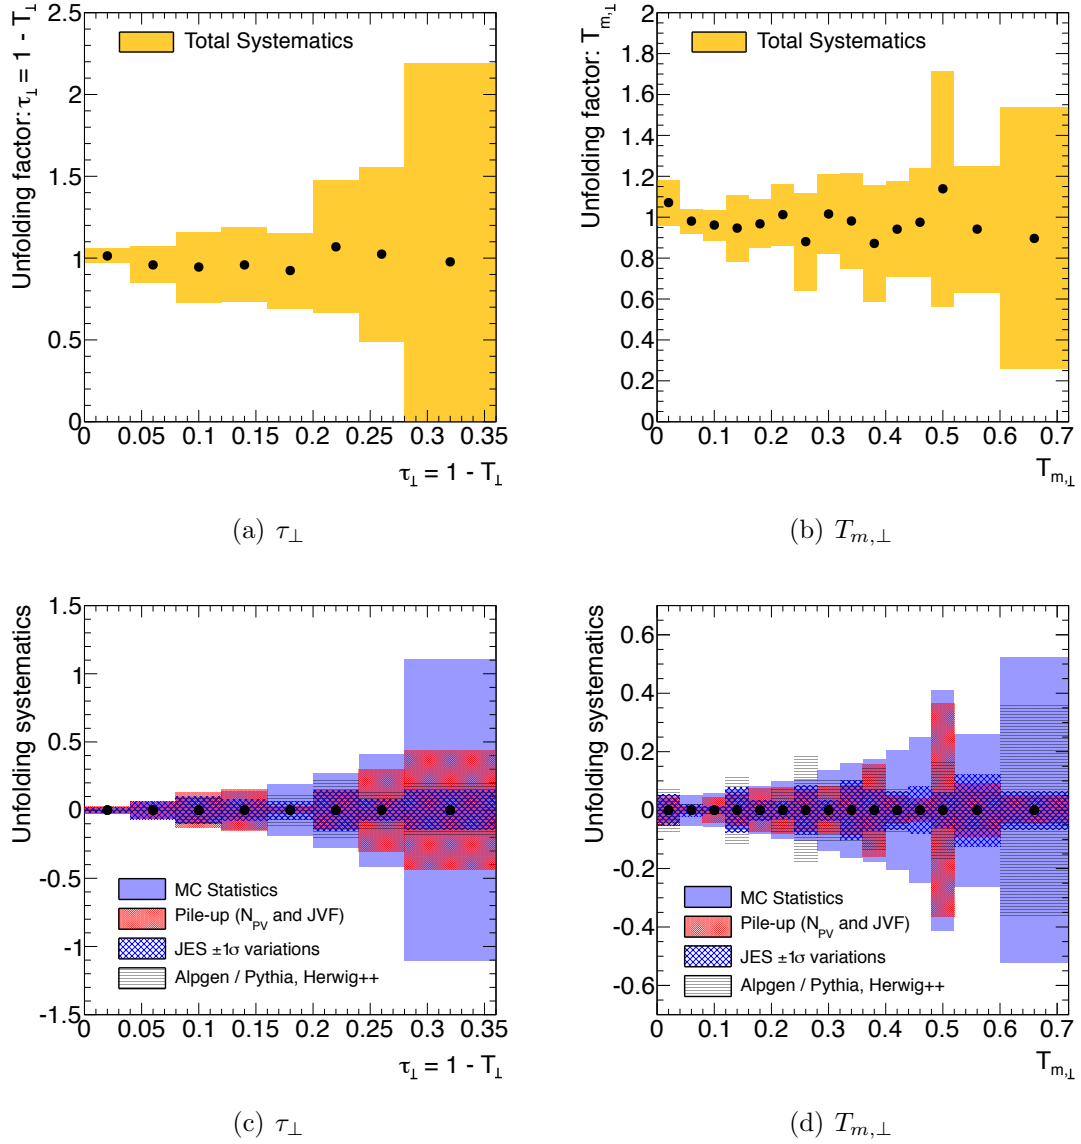 Unfolding factor: τ⊥ = 1 - T⊥
2.5
2
1.5
1
0.5
0
Total Systematics
0 0.05 0.1 0.15 0.2 0.25 0.3 0.35
τ⊥ = 1 - T⊥
(a) τ⊥
Unfolding factor: Tm,⊥
2
1.8
1.6
1.4
1.2
1
0.8
0.6
0.4
0.2
0
Total Systematics
0 0.1 0.2 0.3 0.4 0.5 0.6 0.7
Tm,⊥
(b) Tm,⊥
Unfolding systematics
1.5
1
0.5
0
-0.5
-1
-1.5
MC Statistics
Pile-up (NPV and JVF)
JES ±1σ variations
Alpgen / Pythia, Herwig++
0 0.05 0.1 0.15 0.2 0.25 0.3 0.35
τ⊥ = 1 - T⊥
(c) τ⊥
Unfolding systematics
0.6
0.4
0.2
0
-0.2
-0.4
-0.6
MC Statistics
Pile-up (NPV and JVF)
JES ±1σ variations
Alpgen / Pythia, Herwig++
0 0.1 0.2 0.3 0.4 0.5 0.6 0.7
Tm,⊥
(d) Tm,⊥